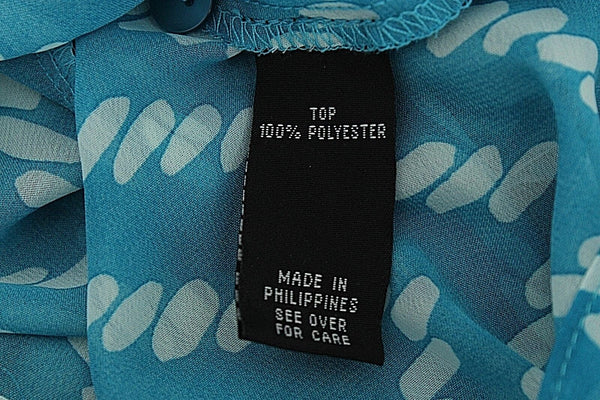 TOP
100% POLYESTER
MADE IN
PHILIPPINES
SEE OVER
FOR CARE